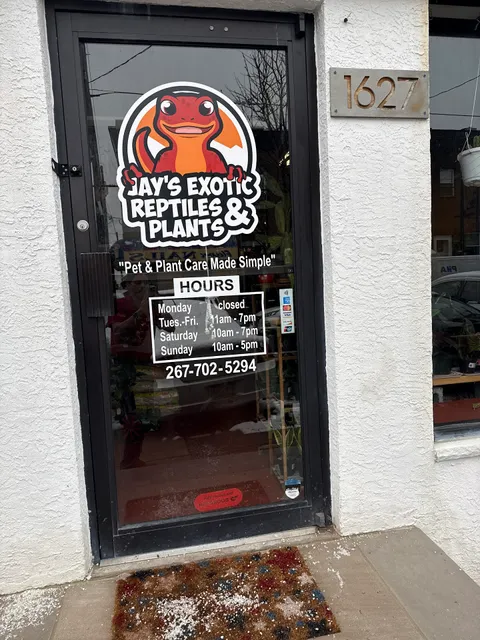 1627
JAY'S EXOTIC
REPTILES &
PLANTS
"Pet & Plant Care Made Simple"
HOURS
Monday closed
Tues.-Fri. 11am - 7pm
Saturday 10am - 7pm
Sunday 10am - 5pm
267-702-5294